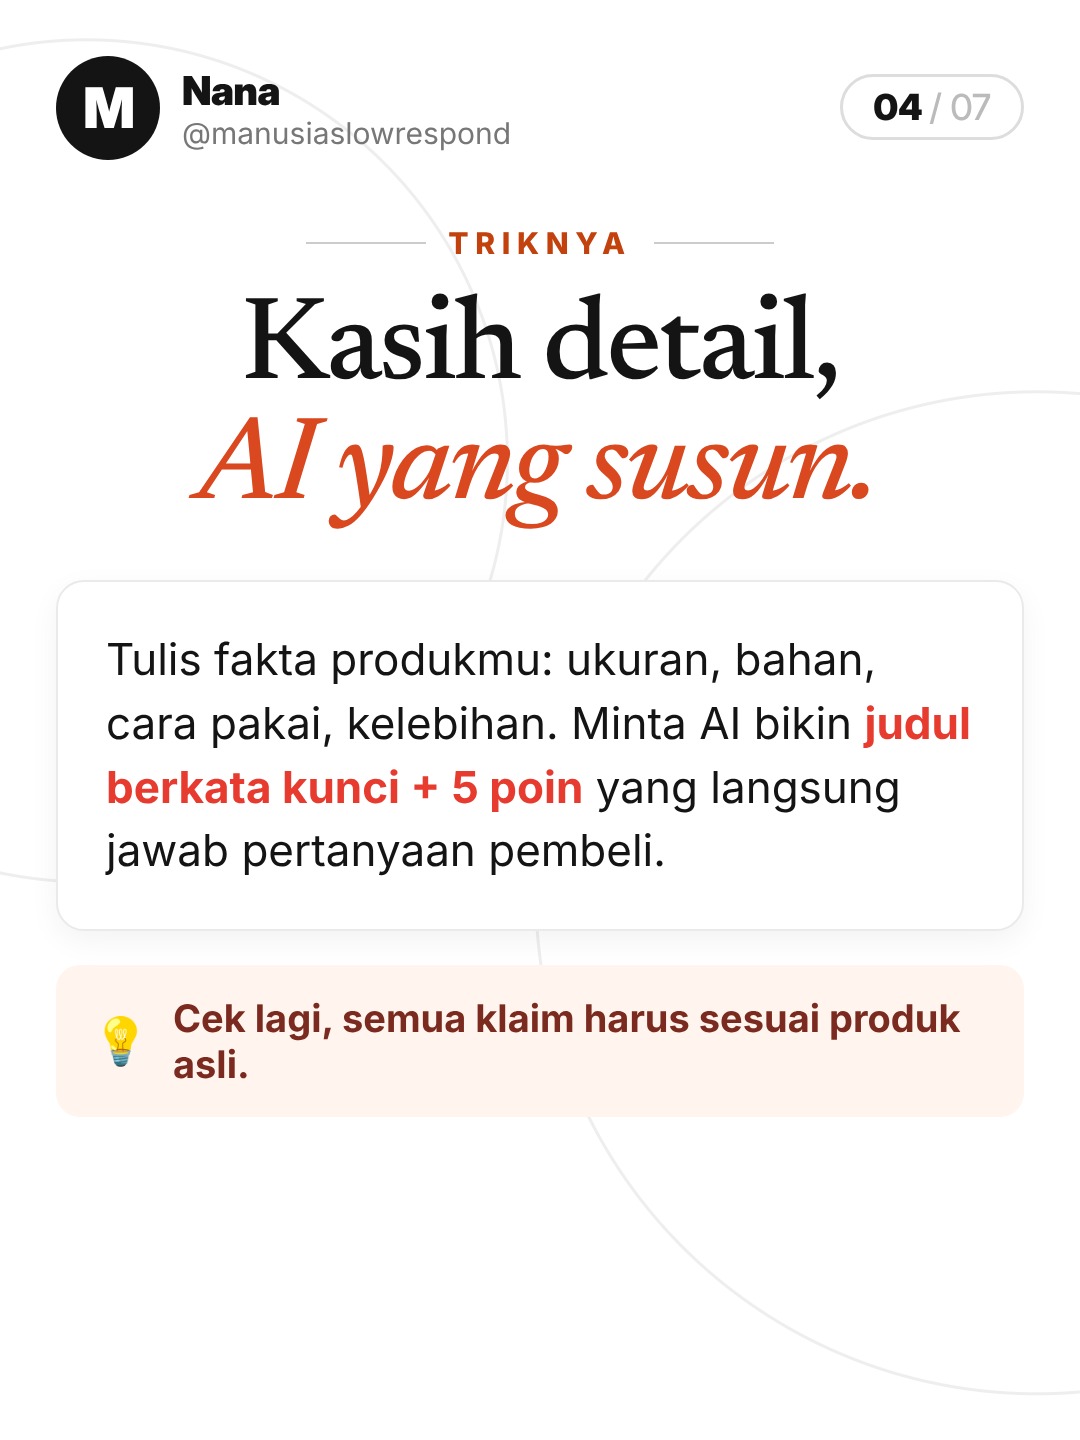 M
Nana
@manusiaslowrespond
04 / 07
TRIKNYA
Kasih detail,
AI yang susun.
Tulis fakta produkmu: ukuran, bahan,
cara pakai, kelebihan. Minta AI bikin judul
berkata kunci + 5 poin yang langsung
jawab pertanyaan pembeli.
Cek lagi, semua klaim harus sesuai produk
asli.